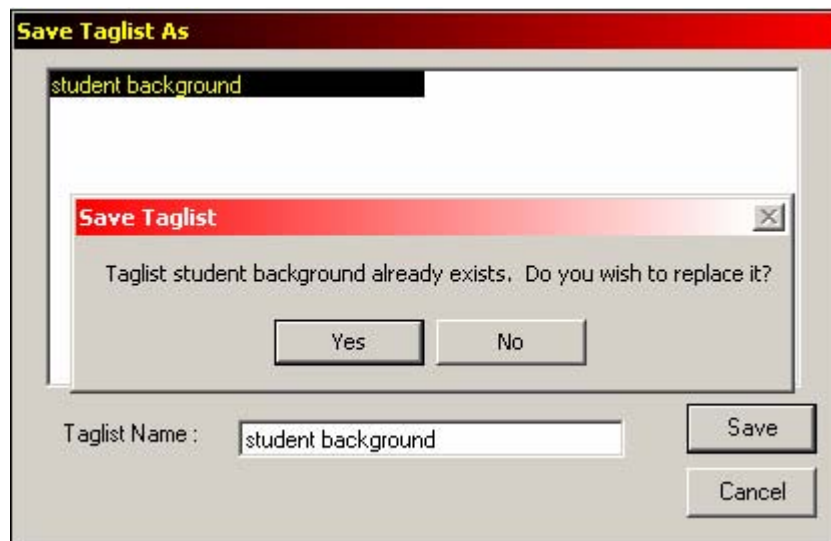 Save Taglist As
student background
Save Taglist
Taglist student background already exists. Do you wish to replace it?
Yes No
Taglist Name : student background
Save
Cancel